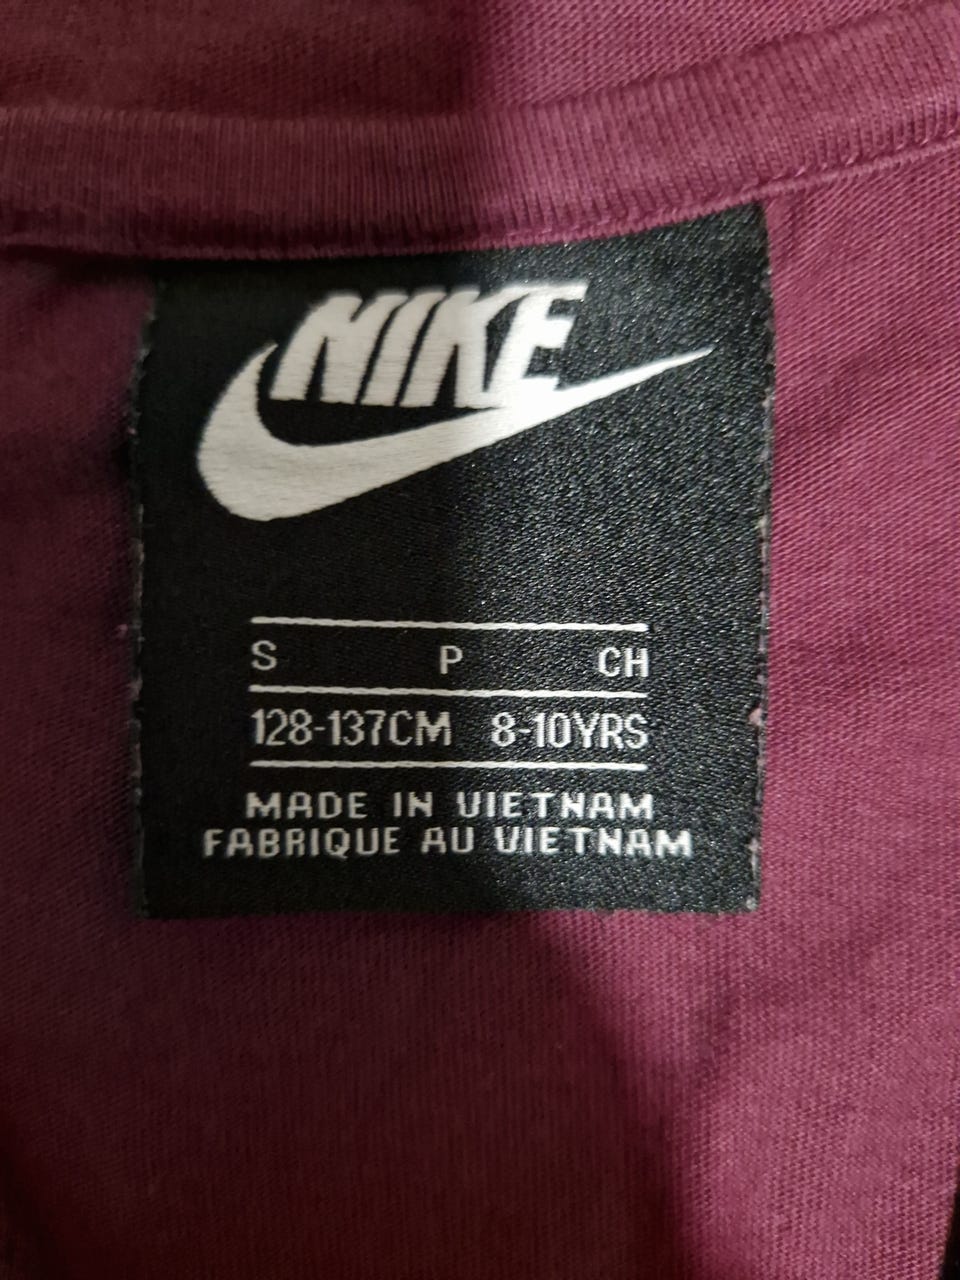 NIKE
S P CH
128-137CM 8-10YRS
MADE IN VIETNAM
FABRIQUE AU VIETNAM